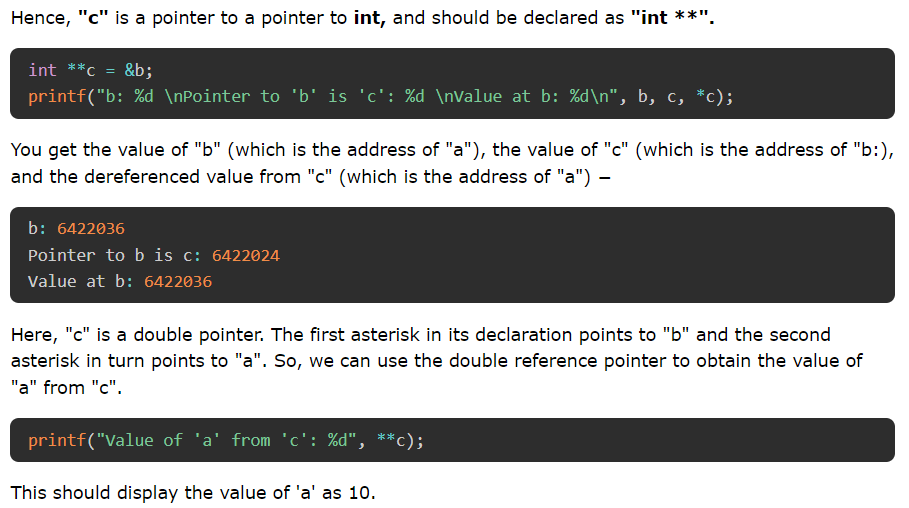 Hence, "c" is a pointer to a pointer to int, and should be declared as "int **".
int **c = &b;
printf("b: %d \nPointer to 'b' is 'c': %d \nValue at b: %d\n", b, c, *c);
You get the value of "b" (which is the address of "a"), the value of "c" (which is the address of "b:),
and the dereferenced value from "c" (which is the address of "a") −
b: 6422036
Pointer to b is c: 6422024
Value at b: 6422036
Here, "c" is a double pointer. The first asterisk in its declaration points to "b" and the second
asterisk in turn points to "a". So, we can use the double reference pointer to obtain the value of
"a" from "c".
printf("Value of 'a' from 'c': %d", **c);
This should display the value of 'a' as 10.